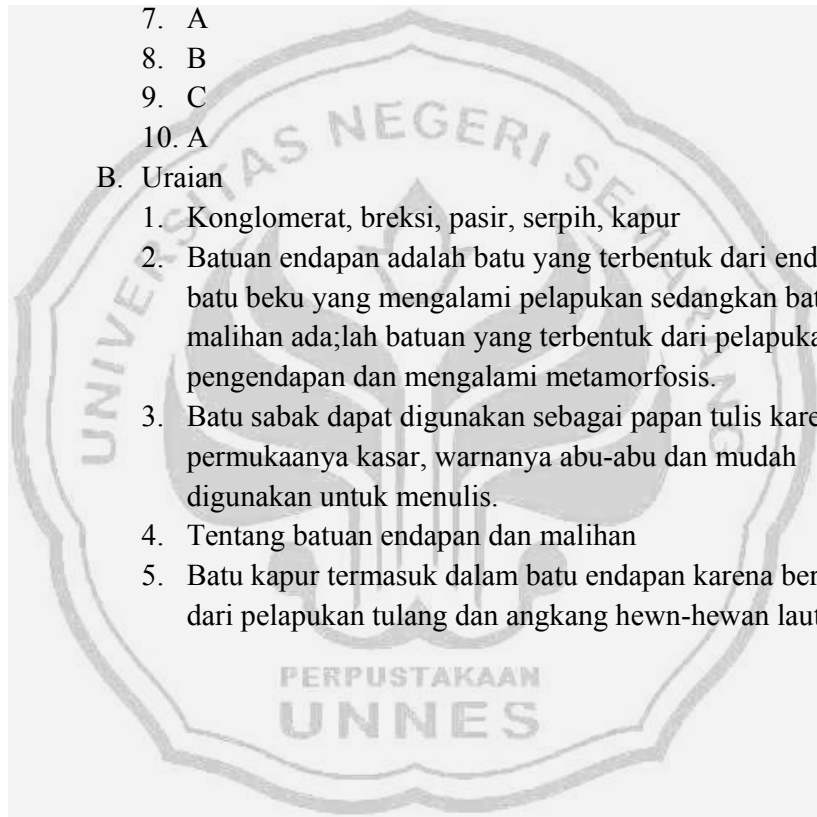 7. A
8. B
9. C
10. A
B. Uraian
1. Konglomerat, breksi, pasir, serpih, kapur
2. Batuan endapan adalah batu yang terbentuk dari end
batu beku yang mengalami pelapukan sedangkan bat
malihan ada;lah batuan yang terbentuk dari pelapuka
pengendapan dan mengalami metamorfosis.
3. Batu sabak dapat digunakan sebagai papan tulis kare
permukaanya kasar, warnanya abu-abu dan mudah
digunakan untuk menulis.
4. Tentang batuan endapan dan malihan
5. Batu kapur termasuk dalam batu endapan karena ber
dari pelapukan tulang dan angkang hewn-hewan laut
UNIVERSITAS NEGERI SEMARANG
PERPUSTAKAAN
UNNES